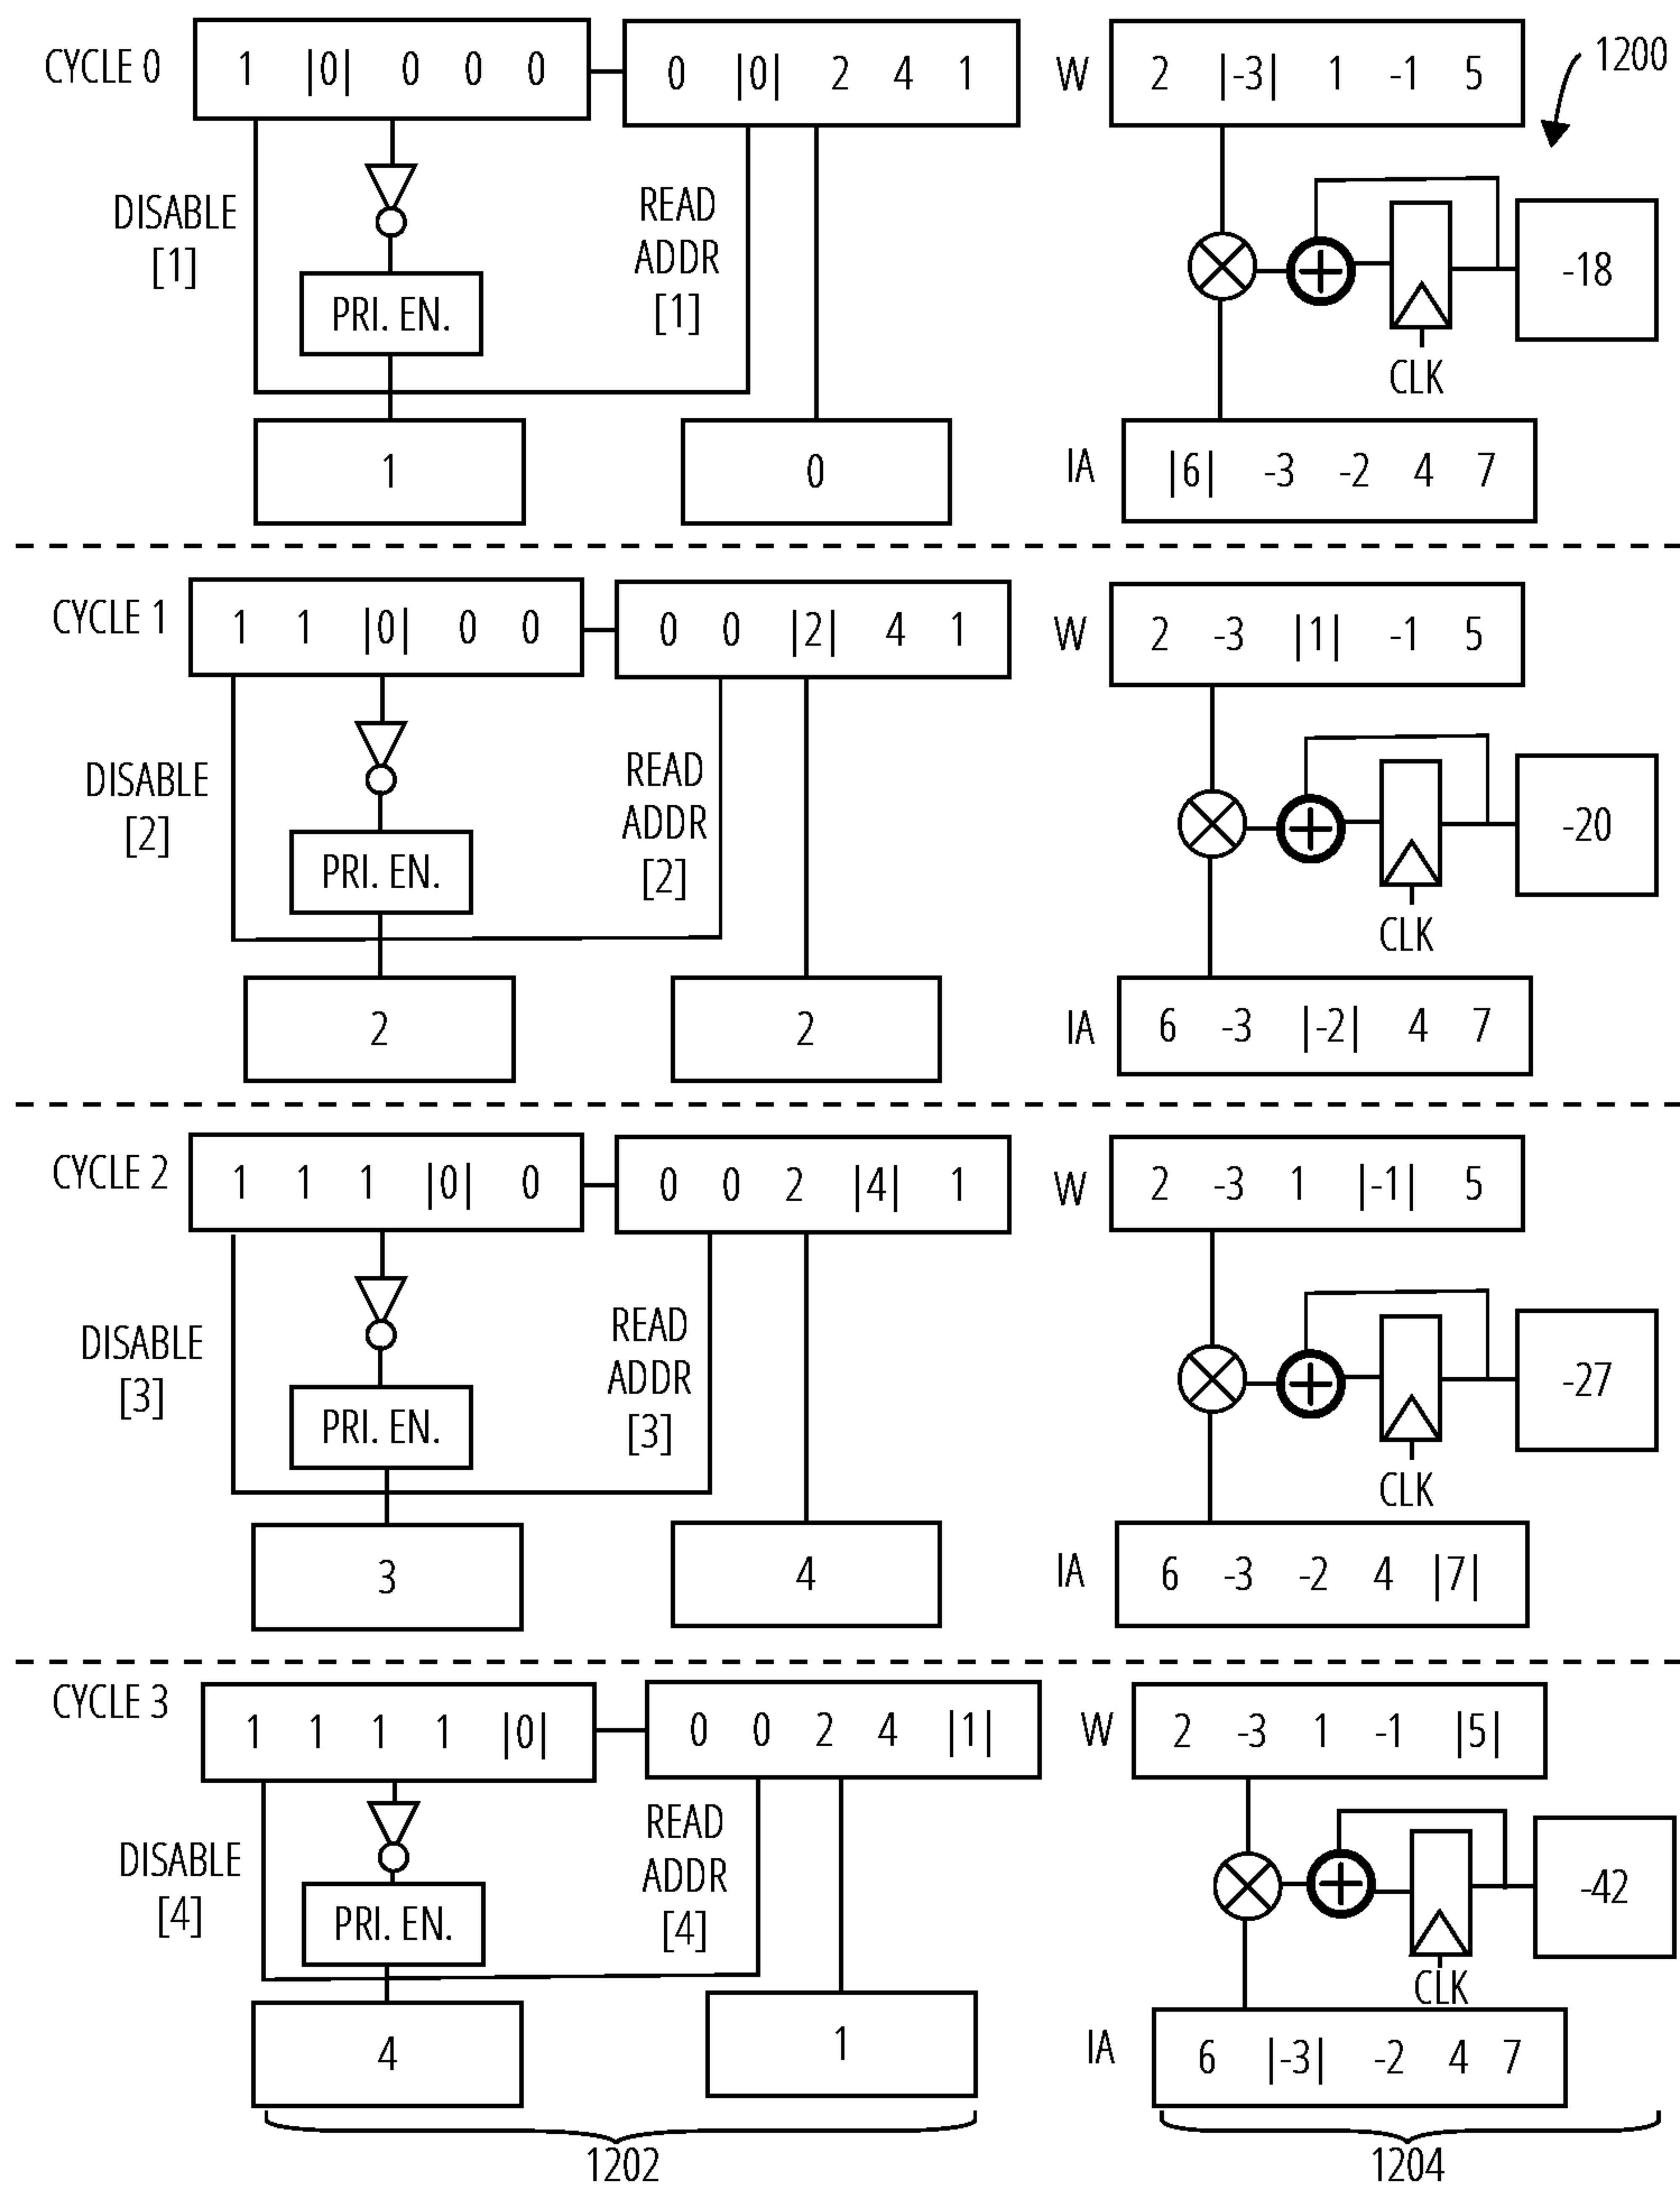 CYCLE 0 1 |0| 0 0 0 0 |0| 2 4 1 W 2 |-3| 1 -1 5 1200
DISABLE [1]
PRI. EN.
READ ADDR [1]
-18
CLK
1 0 IA |6| -3 -2 4 7
CYCLE 1 1 1 |0| 0 0 0 0 |2| 4 1 W 2 -3 |1| -1 5
DISABLE [2]
PRI. EN.
READ ADDR [2]
-20
CLK
2 2 IA 6 -3 |-2| 4 7
CYCLE 2 1 1 1 |0| 0 0 0 2 |4| 1 W 2 -3 1 |-1| 5
DISABLE [3]
PRI. EN.
READ ADDR [3]
-27
CLK
3 4 IA 6 -3 -2 4 |7|
CYCLE 3 1 1 1 1 |0| 0 0 2 4 |1| W 2 -3 1 -1 |5|
DISABLE [4]
PRI. EN.
READ ADDR [4]
-42
CLK
4 1 IA 6 |-3| -2 4 7
1202 1204